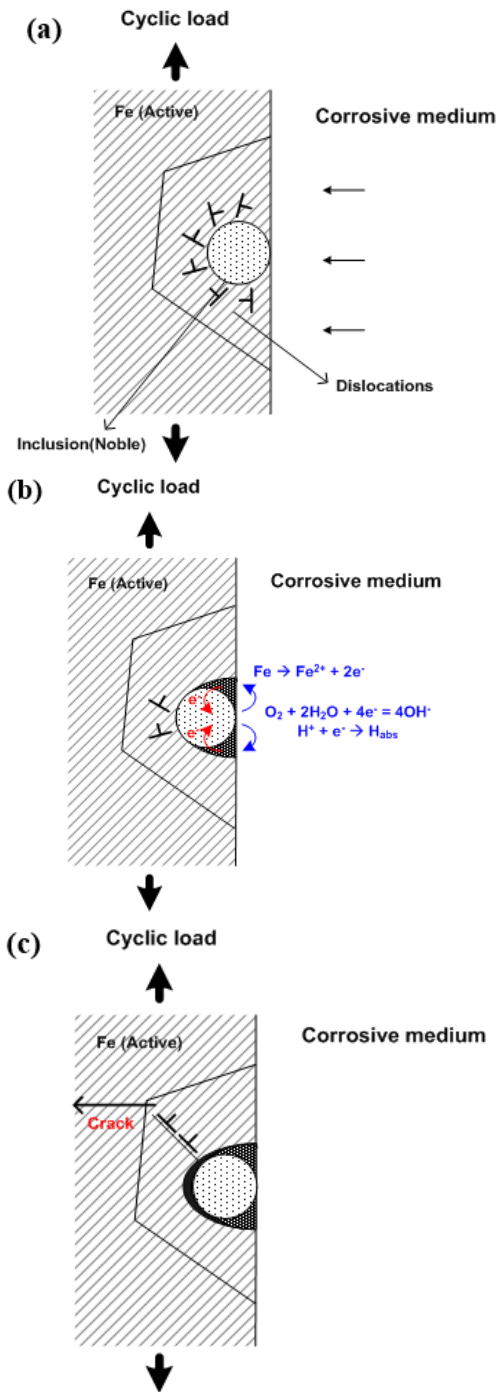 (a)
Cyclic load
Fe (Active)
Corrosive medium
Dislocations
Inclusion(Noble)
Cyclic load
(b)
Fe (Active)
Corrosive medium
Fe → Fe²⁺ + 2e⁻
e⁻
O₂ + 2H₂O + 4e⁻ = 4OH⁻
H⁺ + e⁻ → H_abs
e⁻
(c)
Cyclic load
Fe (Active)
Corrosive medium
Crack